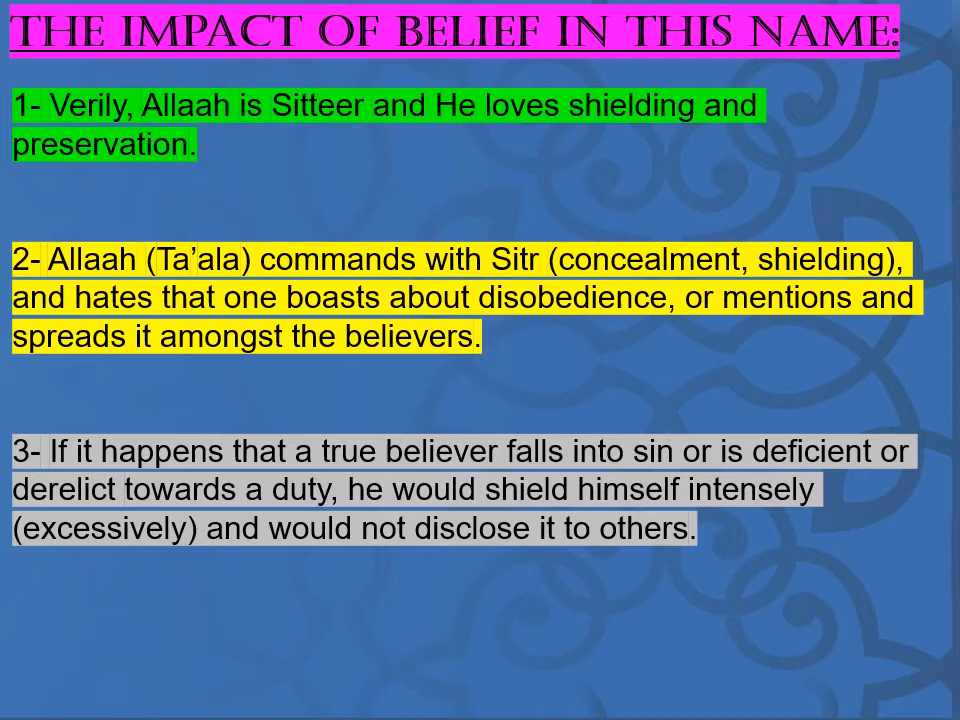 THE IMPACT OF BELIEF IN THIS NAME:
1- Verily, Allaah is Sitteer and He loves shielding and
preservation.
2- Allaah (Ta’ala) commands with Sitr (concealment, shielding),
and hates that one boasts about disobedience, or mentions and
spreads it amongst the believers.
3- If it happens that a true believer falls into sin or is deficient or
derelict towards a duty, he would shield himself intensely
(excessively) and would not disclose it to others.